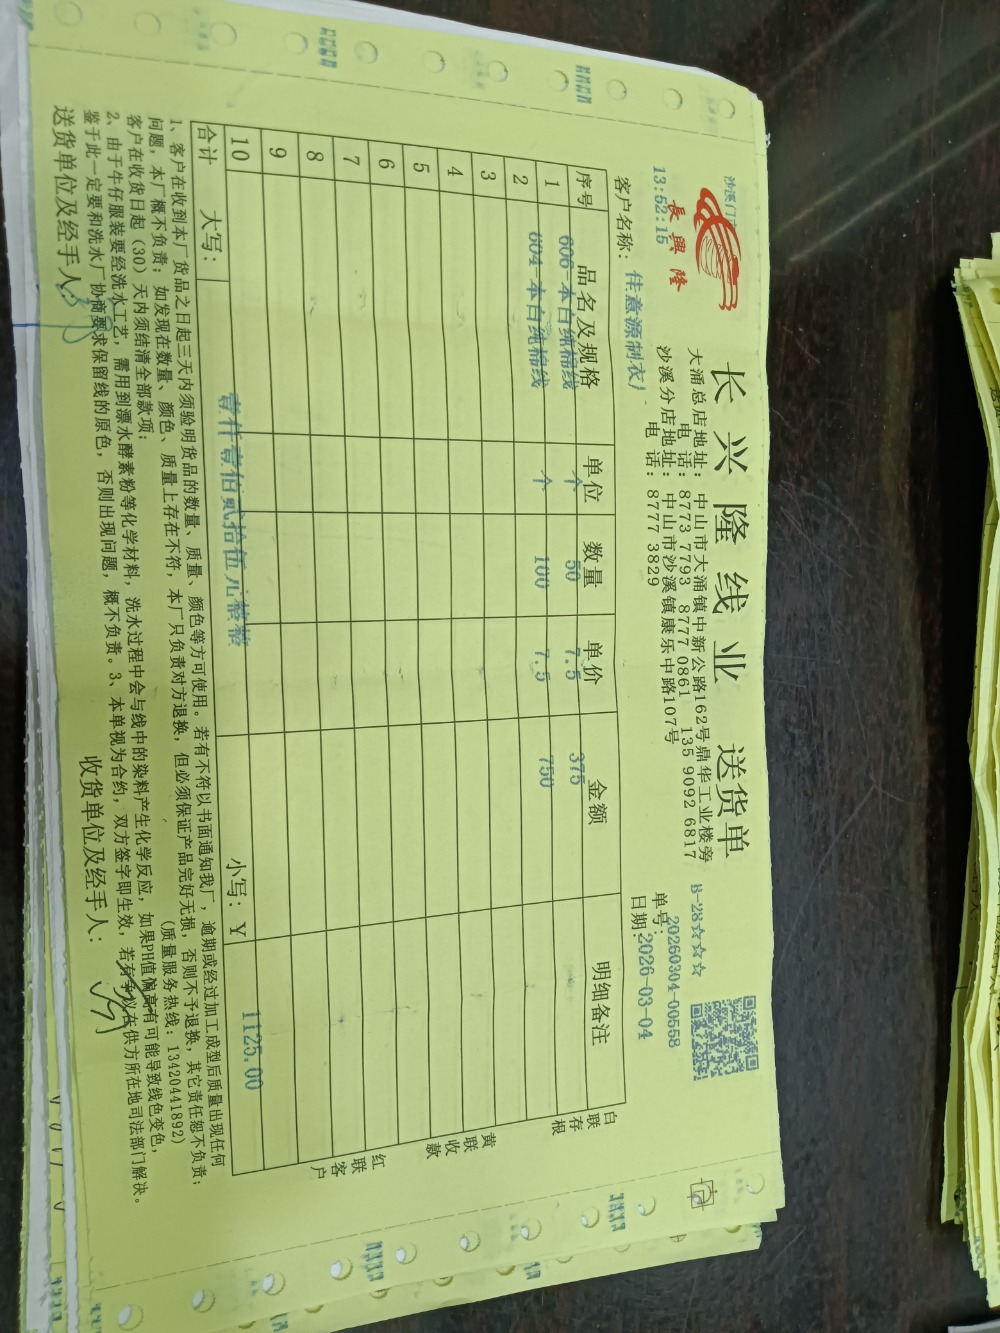 沙溪门市
長興隆
13:52:15
长兴隆线业 送货单
大涌总店地址: 中山市大涌镇中新公路162号鼎华工业楼旁
电 话: 8773 7793 8777 0861 135 9092 6817
沙溪分店地址: 中山市沙溪镇康乐中路107号
电 话: 8777 3829
B-28☆☆☆
单号: 20260304-00558
日期: 2026-03-04
客户名称: 佳意源制衣厂
序号 品名及规格 单位 数量 单价 金额 明细备注
1 606-本白纯棉线 个 50 7.5 375
2 604-本白纯棉线 个 100 7.5 750
3
4
5
6
7
8
9
10
合计 大写: 壹仟壹佰贰拾伍元整 小写: Y 1125.00
白联存根
黄联收款
红联客户
1、客户在收到本厂货品之日起三天内须验明货品的数量、质量、颜色等方可使用。若有不符以书面通知我厂,逾期或经过加工成型后质量出现任何
问题,本厂概不负责;如发现在数量、颜色、质量上存在不符,本厂只负责对方退换,但必须保证产品完好无损,否则不予退换,其它责任恕不负责;
客户在收货日起(30)天内须结清全部款项; (质量服务热线:13420441892)
2、由于牛仔服装要经洗水工艺,需用到漂水酵素粉等化学材料,洗水过程中会与线中的染料产生化学反应,如果PH值偏高有可能导致线色变色,
鉴于此一定要和洗水厂协商要求保留线的原色,否则出现问题,概不负责。3、本单视为合约,双方签字即生效,若有争议在供方所在地司法部门解决。
送货单位及经手人: 收货单位及经手人: